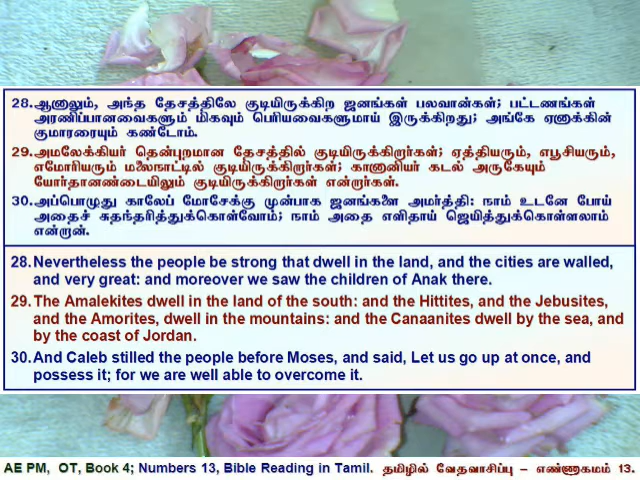 28.ஆனாலும், அந்த தேசத்திலே குடியிருக்கிற ஜனங்கள் பலவான்கள்; பட்டணங்கள்
அரணிப்பானவைகளும் மிகவும் பெரியவைகளுமாய் இருக்கிறது; அங்கே ஏனாக்கின்
குமாரரையும் கண்டோம்.
29.அமலேக்கியர் தென்புறமான தேசத்தில் குடியிருக்கிறார்கள்; ஏத்தியரும், எபூசியரும்,
எமோரியரும் மலைநாட்டில் குடியிருக்கிறார்கள்; கானானியர் கடல் அருகேயும்
யோர்தானண்டையிலும் குடியிருக்கிறார்கள் என்றார்கள்.
30.அப்பொழுது காலேப் மோசேக்கு முன்பாக ஜனங்களை அமர்த்தி: நாம் உடனே போய்
அதைச் சுதந்தரித்துக்கொள்வோம்; நாம் அதை எளிதாய் ஜெயித்துக்கொள்ளலாம்
என்றான்.
28.Nevertheless the people be strong that dwell in the land, and the cities are walled,
and very great: and moreover we saw the children of Anak there.
29.The Amalekites dwell in the land of the south: and the Hittites, and the Jebusites,
and the Amorites, dwell in the mountains: and the Canaanites dwell by the sea, and
by the coast of Jordan.
30.And Caleb stilled the people before Moses, and said, Let us go up at once, and
possess it; for we are well able to overcome it.
AE PM, OT, Book 4; Numbers 13, Bible Reading in Tamil. தமிழில் வேதவாசிப்பு – எண்ணாகமம் 13.